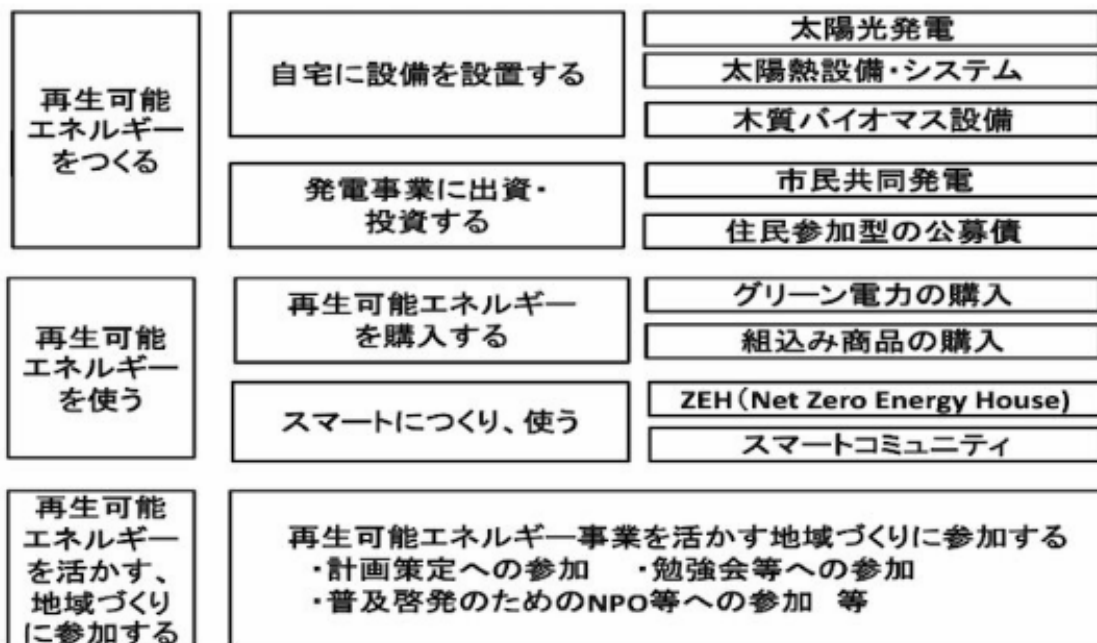 再生可能
エネルギー
をつくる
自宅に設備を設置する
太陽光発電
太陽熱設備・システム
木質バイオマス設備
発電事業に出資・
投資する
市民共同発電
住民参加型の公募債
再生可能
エネルギー
を使う
再生可能エネルギー
を購入する
グリーン電力の購入
組込み商品の購入
スマートにつくり、使う
ZEH(Net Zero Energy House)
スマートコミュニティ
再生可能
エネルギー
を活かす、
地域づくり
に参加する
再生可能エネルギー事業を活かす地域づくりに参加する
・計画策定への参加 ・勉強会等への参加
・普及啓発のためのNPO等への参加 等